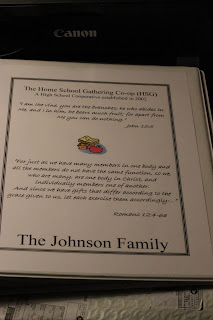 Canon
The Home School Gathering Co-op (HSG)
A High School Cooperative established in 2002
"I am the vine you are the branches; he who abides in
Me and I in him, he bears much fruit; for apart from
Me you can do nothing."
John 15:5
"For just as we have many members in one body and
all the members do not have the same function, so we
who are many, are one body in Christ, and
individually members one of another.
And since we have gifts that differ according to the
grace given to us, let each exercise them accordingly..."
Romans 12:4-6a
The Johnson Family